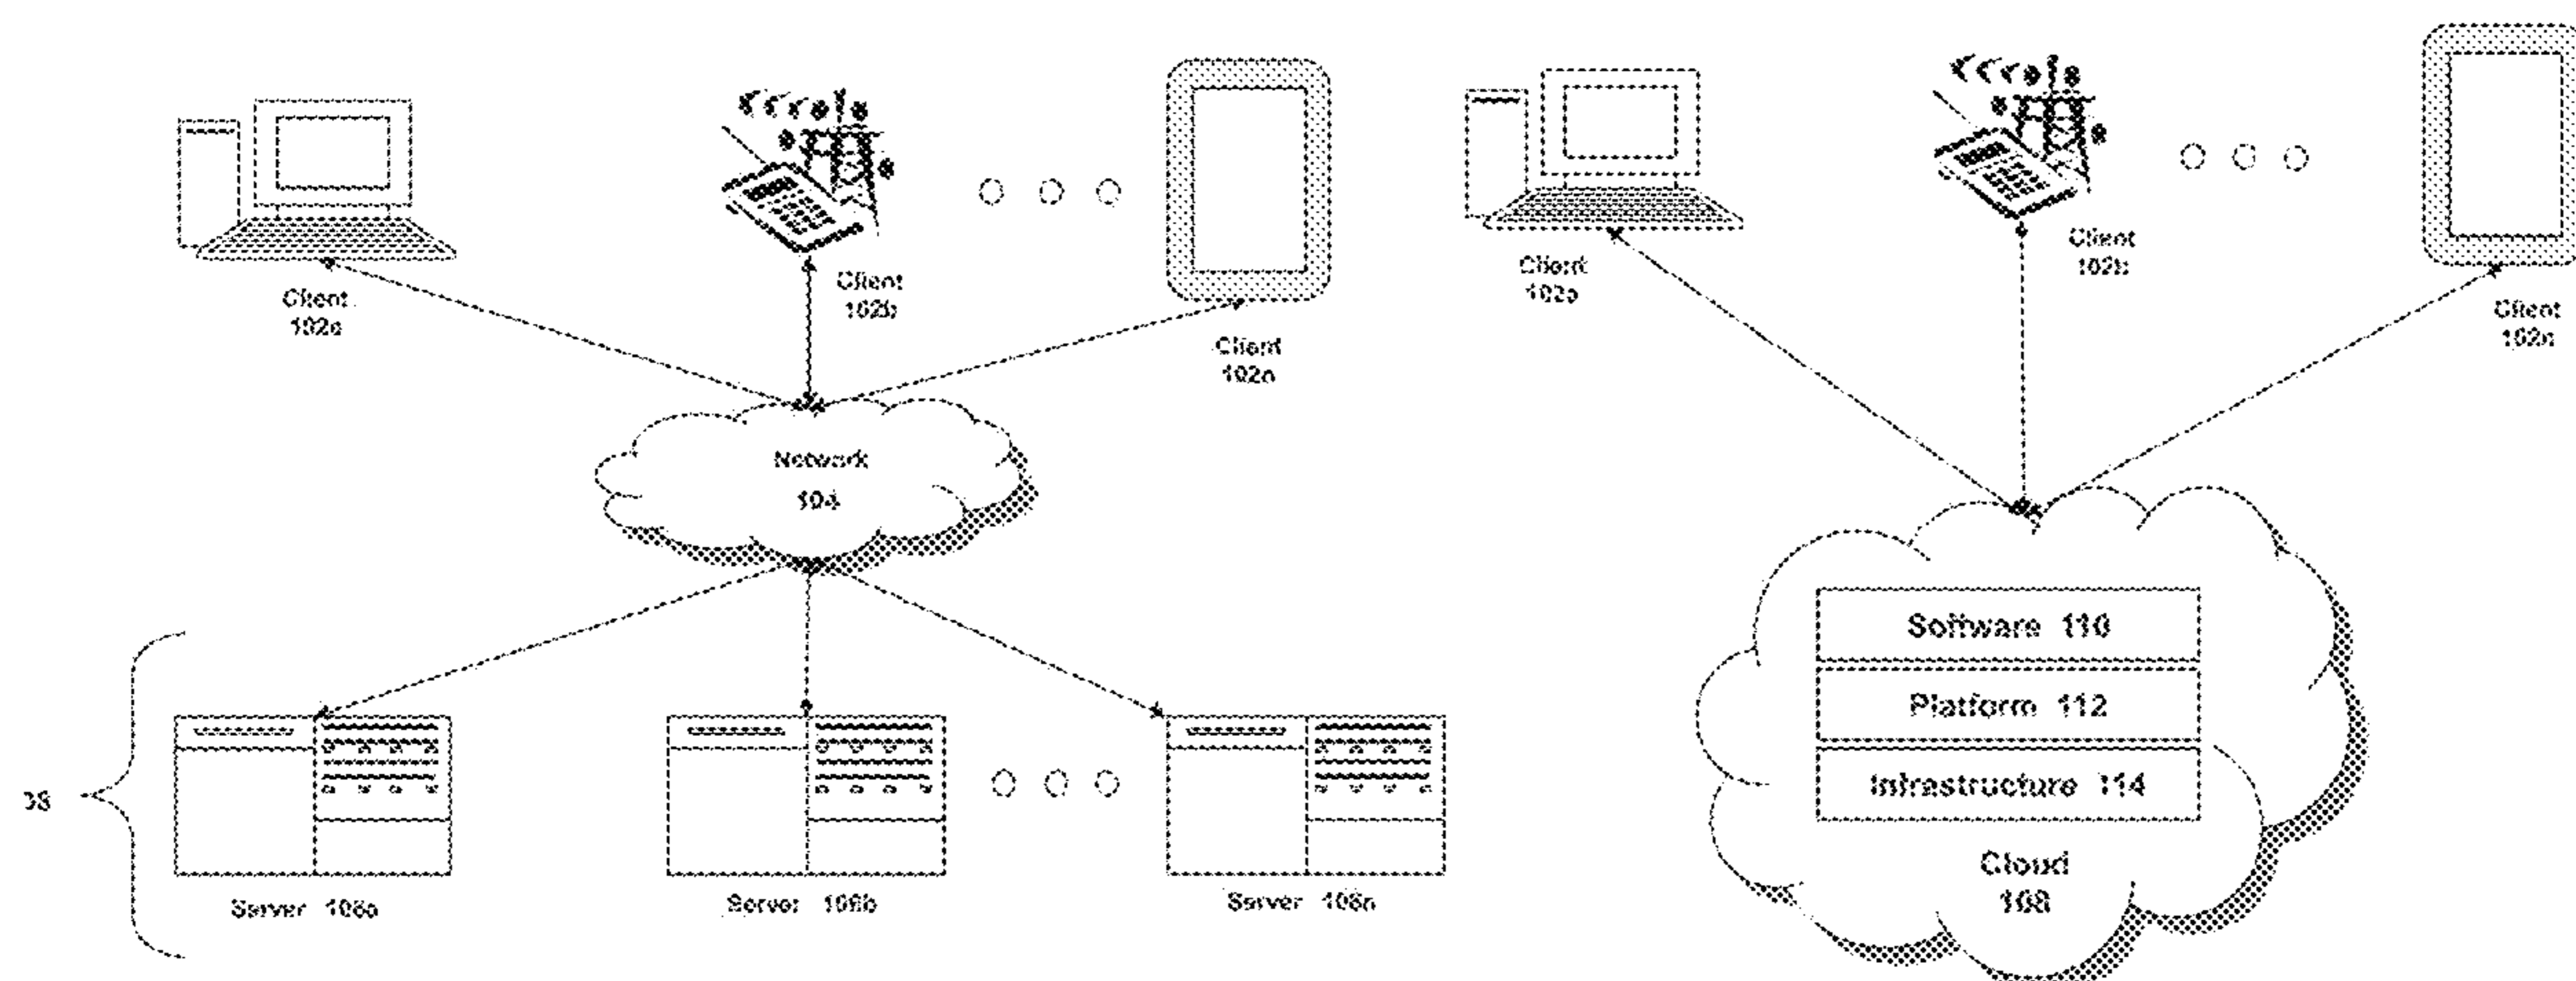 Client
102a
Client
102b
Client
102n
Network
104
38
Server 106a
Server 106b
Server 106n
Client
102a
Client
102b
Client
102n
Software 110
Platform 112
Infrastructure 114
Cloud
108